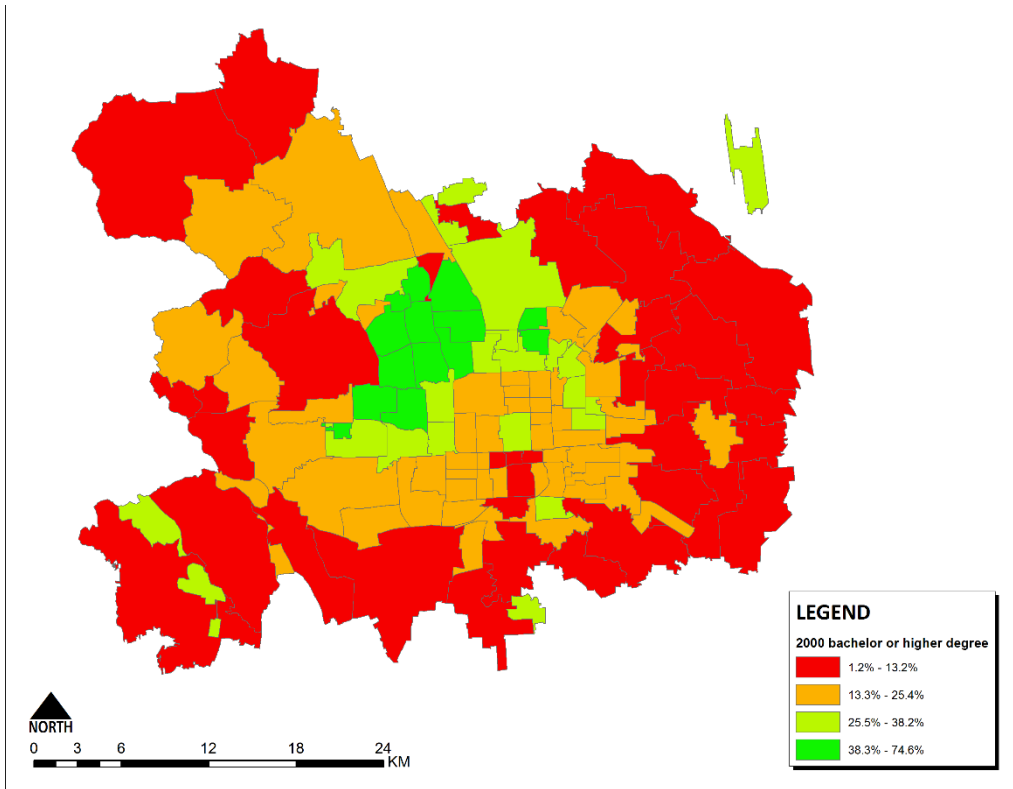 LEGEND
2000 bachelor or higher degree
1.2% - 13.2%
13.3% - 25.4%
25.5% - 38.2%
38.3% - 74.6%
NORTH
0 3 6 12 18 24
KM